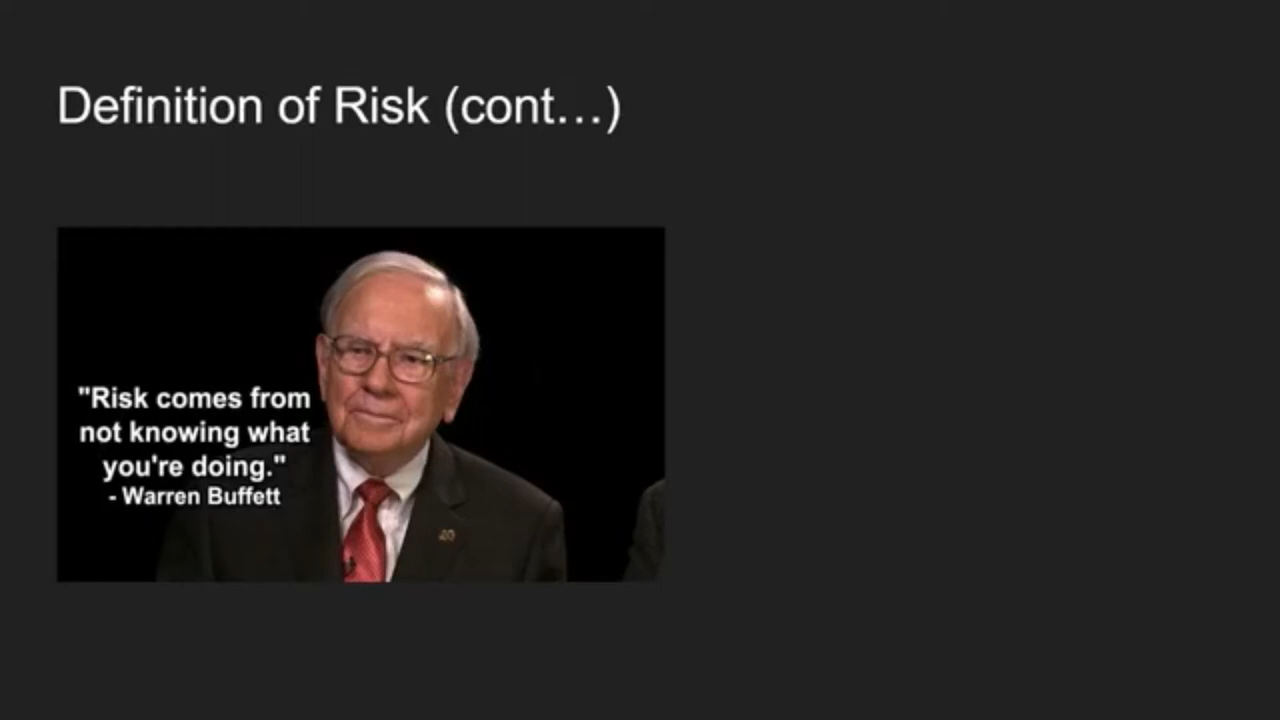 Definition of Risk (cont…)
"Risk comes from
not knowing what
you're doing."
- Warren Buffett